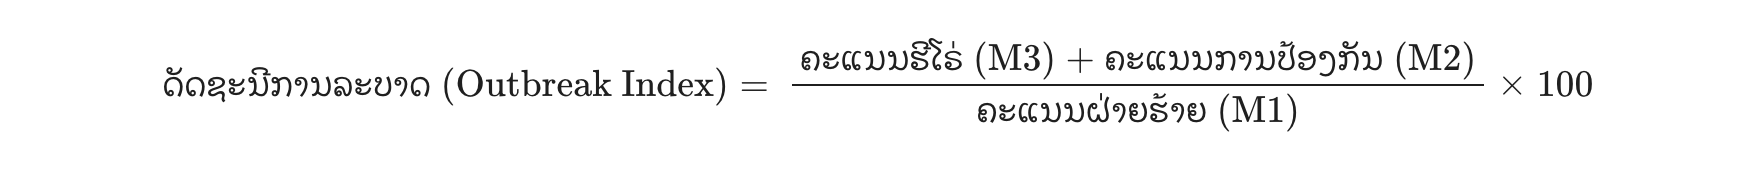 ດັດຊະນີການລະບາດ (Outbreak Index) = ຄະແນນຮີໂຣ່ (M3) + ຄະແນນການປ້ອງກັນ (M2) / ຄະແນນຝ່າຍຮ້າຍ (M1) × 100